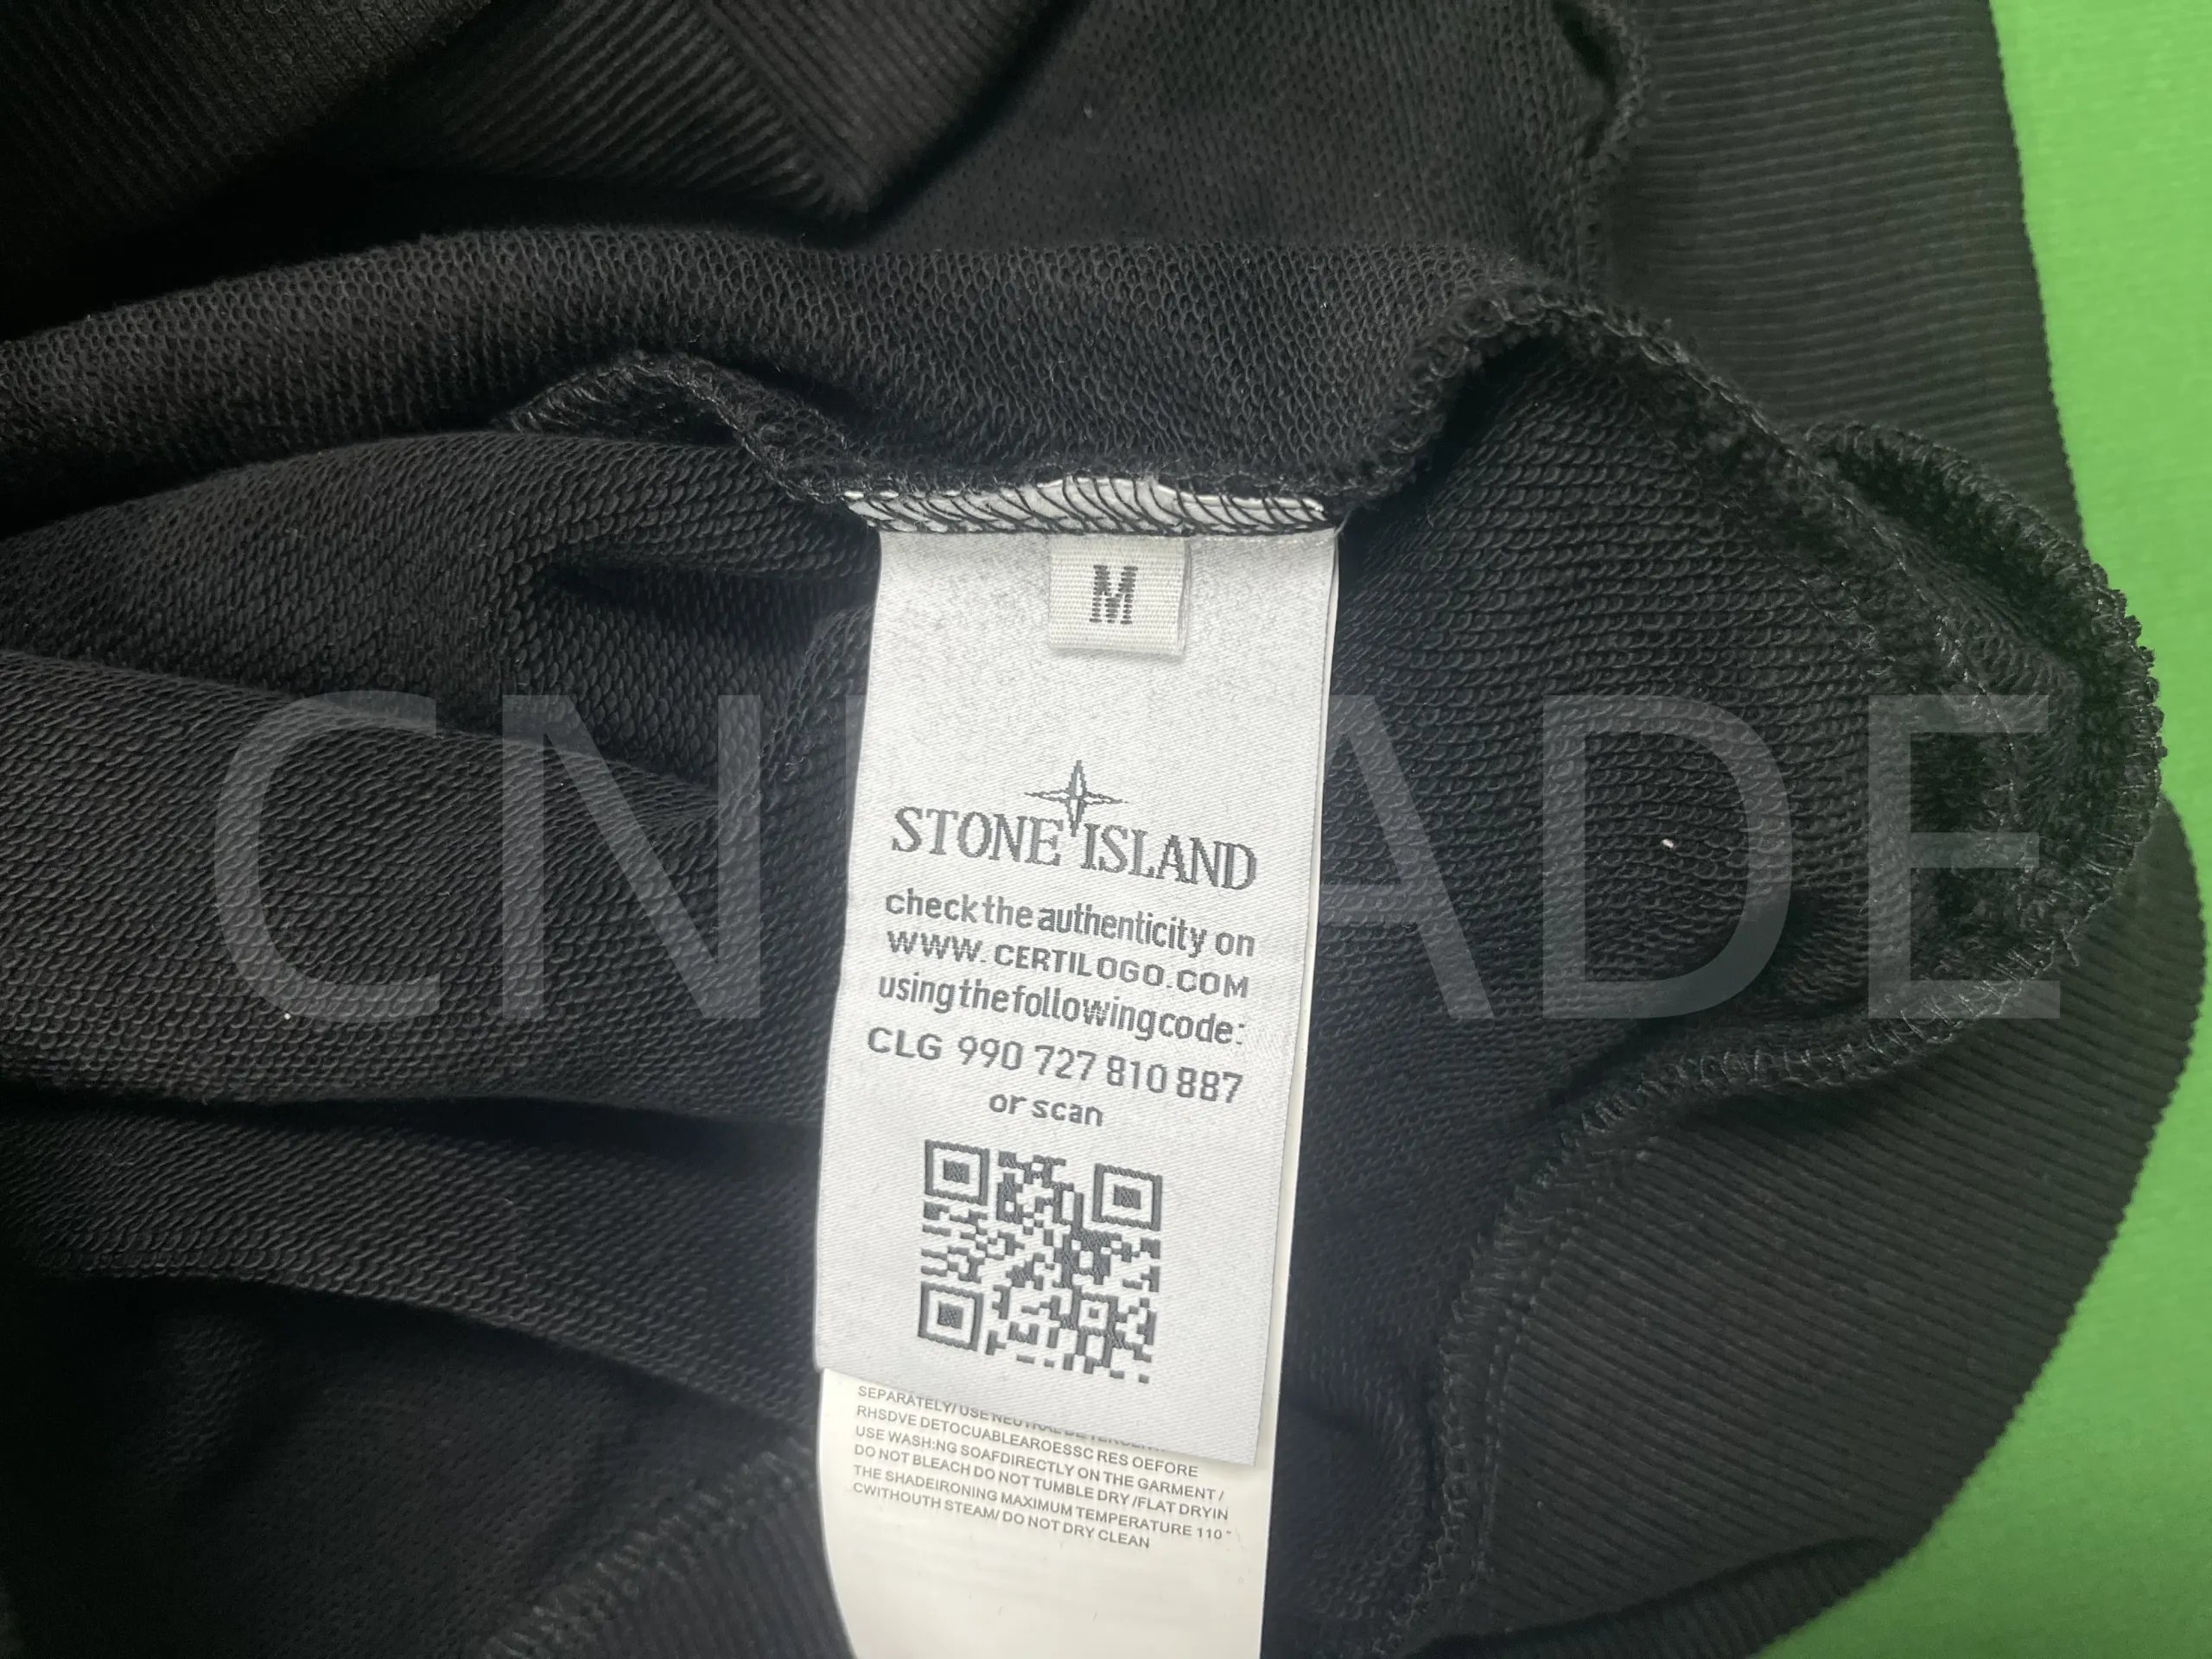 M
STONE ISLAND
check the authenticity on
WWW.CERTILOGO.COM
using the following code:
CLG 990 727 810 887
or scan
SEPARATELY/ USE NEUTRAL DETERGENT
RHSDVE DETOCUABLEAROESSC RES OEFORE
USE WASH:NG SOAFDIRECTLY ON THE GARMENT /
DO NOT BLEACH DO NOT TUMBLE DRY /FLAT DRYIN
THE SHADEIRONING MAXIMUM TEMPERATURE 110 °
CWITHOUTH STEAM/ DO NOT DRY CLEAN